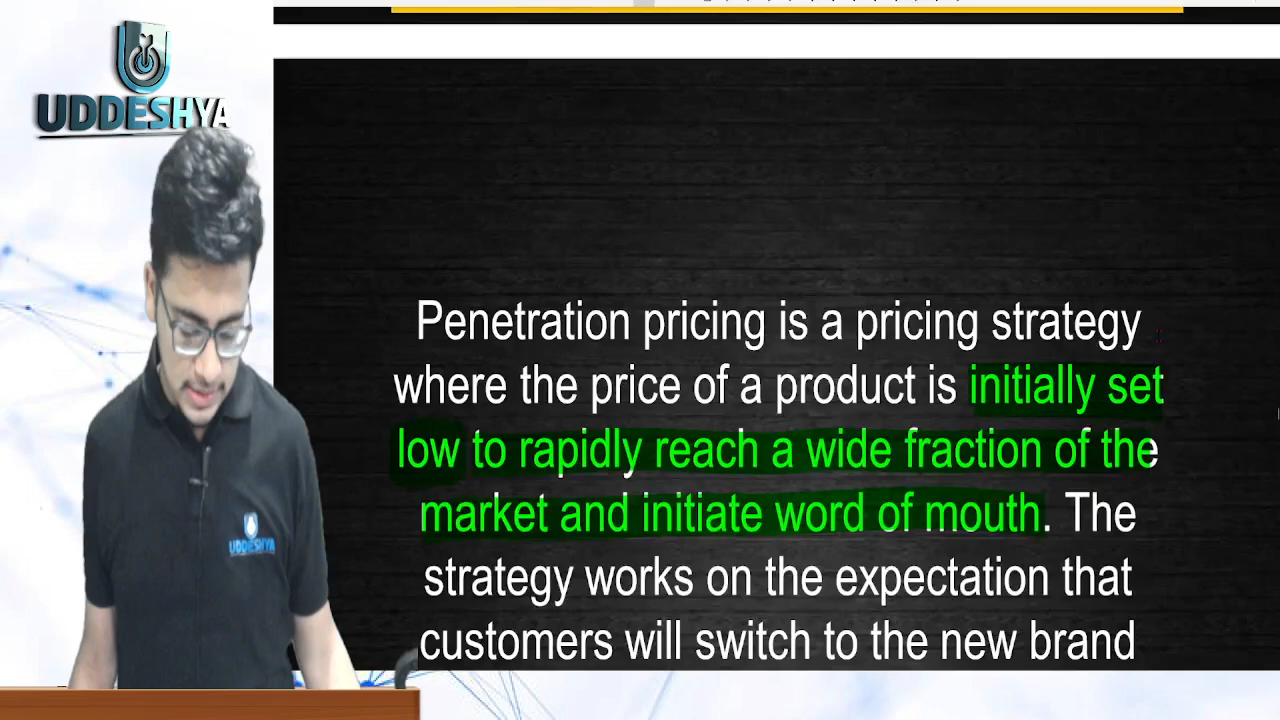 UDDESHYA
Penetration pricing is a pricing strategy
where the price of a product is initially set
low to rapidly reach a wide fraction of the
market and initiate word of mouth. The
strategy works on the expectation that
customers will switch to the new brand
UDDESHYA